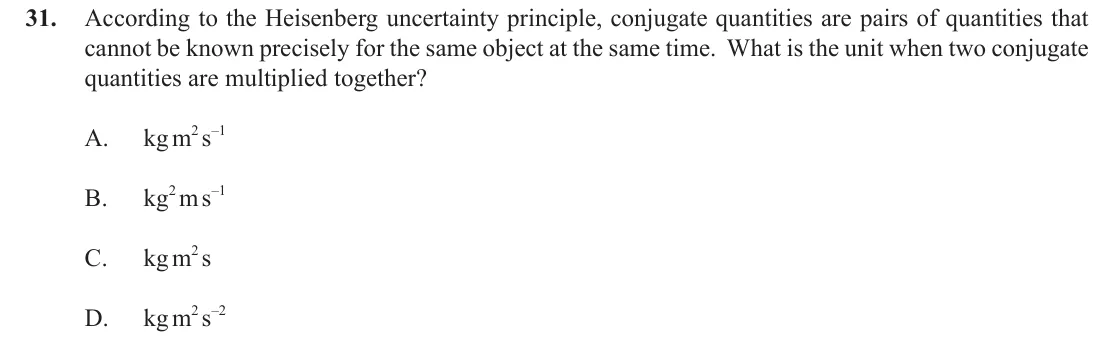 31. According to the Heisenberg uncertainty principle, conjugate quantities are pairs of quantities that
cannot be known precisely for the same object at the same time. What is the unit when two conjugate
quantities are multiplied together?
A. kg m² s⁻¹
B. kg² m s⁻¹
C. kg m² s
D. kg m² s⁻²